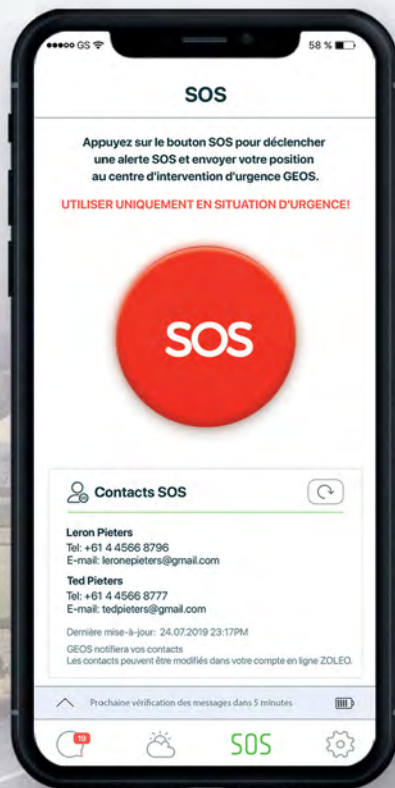 GS 58 %
SOS
Appuyez sur le bouton SOS pour déclencher
une alerte SOS et envoyer votre position
au centre d'intervention d'urgence GEOS.
UTILISER UNIQUEMENT EN SITUATION D'URGENCE!
SOS
Contacts SOS
Leron Pieters
Tel: +61 4 4566 8796
E-mail: leronepieters@gmail.com
Ted Pieters
Tel: +61 4 4566 8777
E-mail: tedpieters@gmail.com
Dernière mise-à-jour: 24.07.2019 23:17PM
GEOS notifiera vos contacts
Les contacts peuvent être modifiés dans votre compte en ligne ZOLEO.
Prochaine vérification des messages dans 5 minutes
19
SOS